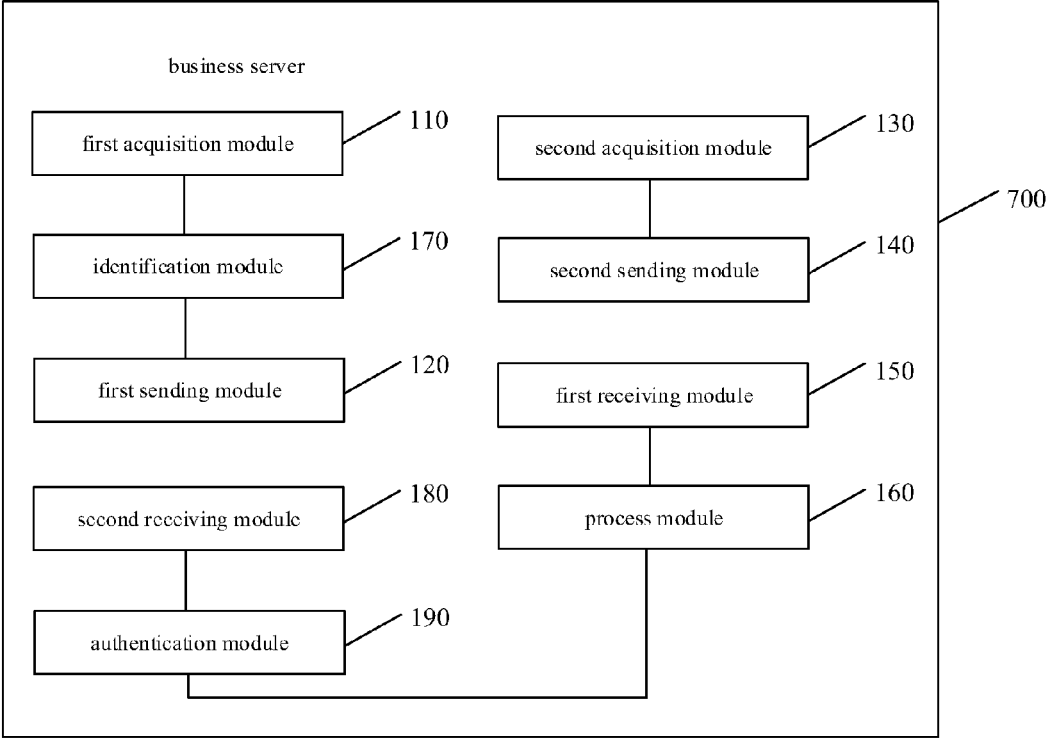 business server
first acquisition module
110
second acquisition module
130
700
identification module
170
second sending module
140
first sending module
120
first receiving module
150
second receiving module
180
process module
160
authentication module
190